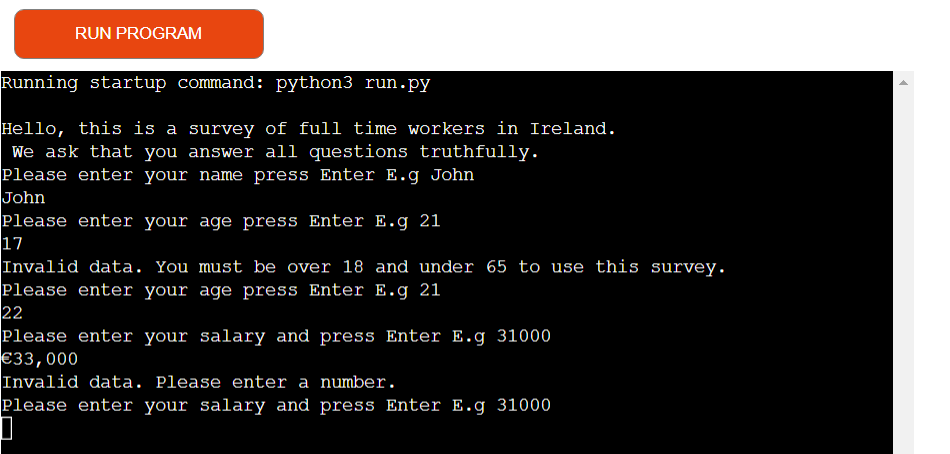 RUN PROGRAM
Running startup command: python3 run.py
Hello, this is a survey of full time workers in Ireland.
We ask that you answer all questions truthfully.
Please enter your name press Enter E.g John
John
Please enter your age press Enter E.g 21
17
Invalid data. You must be over 18 and under 65 to use this survey.
Please enter your age press Enter E.g 21
22
Please enter your salary and press Enter E.g 31000
€33,000
Invalid data. Please enter a number.
Please enter your salary and press Enter E.g 31000